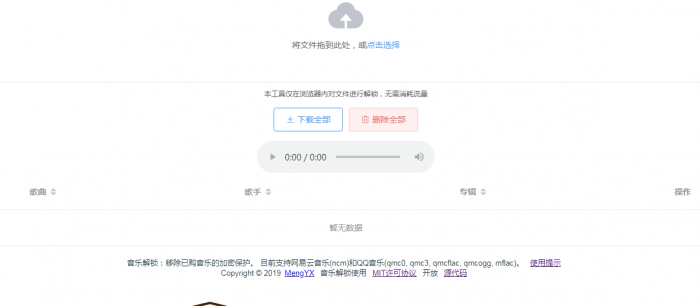 将文件拖到此处，或点击选择
本工具仅在浏览器内对文件进行解锁，无需消耗流量
下载全部 删除全部
0:00 / 0:00
歌曲 歌手 专辑 操作
暂无数据
音乐解锁：移除已购音乐的加密保护。 目前支持网易云音乐(ncm)和QQ音乐(qmc0, qmc3, qmcflac, qmcogg, mflac)。 使用提示
Copyright © 2019 MengYX 音乐解锁使用 MIT许可协议 开放 源代码